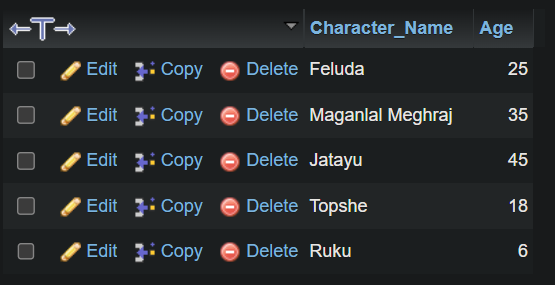 Character_Name Age
Edit Copy Delete Feluda 25
Edit Copy Delete Maganlal Meghraj 35
Edit Copy Delete Jatayu 45
Edit Copy Delete Topshe 18
Edit Copy Delete Ruku 6